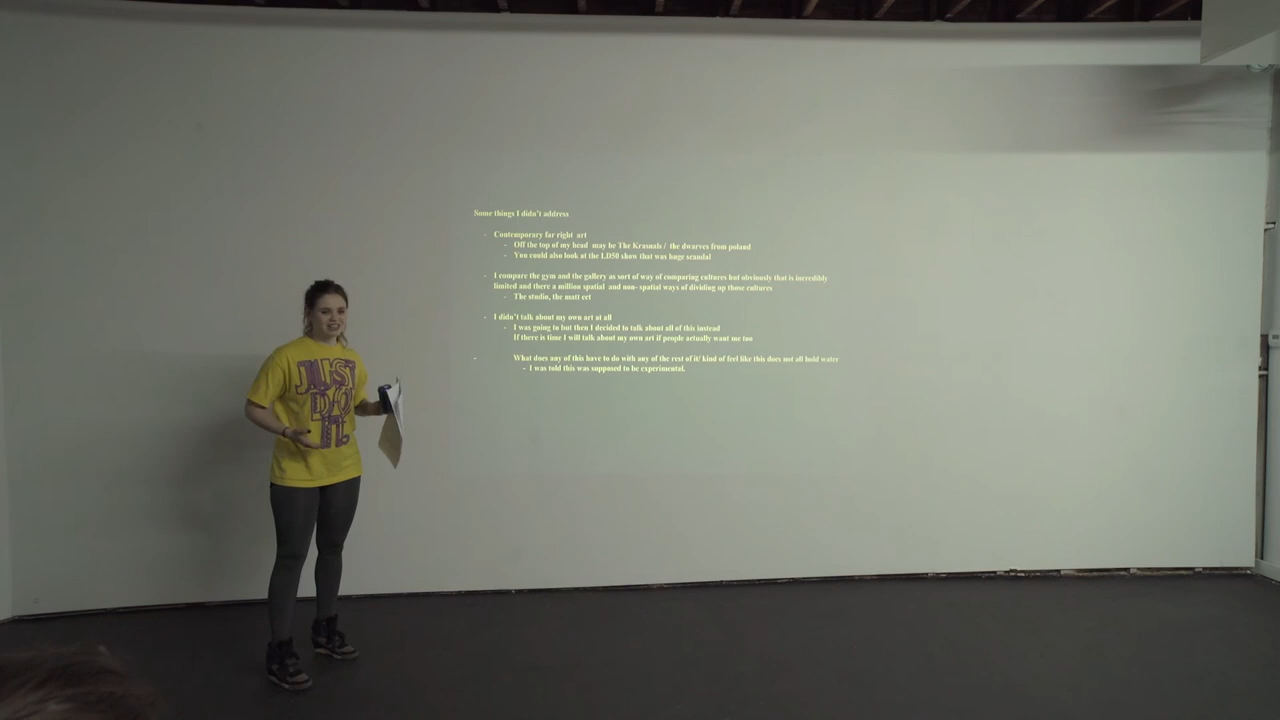 Some things I didn't address
- Contemporary far right art
- Off the top of my head may be The Krasnals / the dwarves from poland
- You could also look at the LD50 show that was huge scandal
- I compare the gym and the gallery as sort of way of comparing cultures but obviously that is incredibly
limited and there a million spatial and non- spatial ways of dividing up those cultures
- The studio, the matt ect
- I didn't talk about my own art at all
- I was going to but then I decided to talk about all of this instead
If there is time I will talk about my own art if people actually want me too
- What does any of this have to do with any of the rest of it/ kind of feel like this does not all hold water
- I was told this was supposed to be experimental.
JUST
DO
IT.